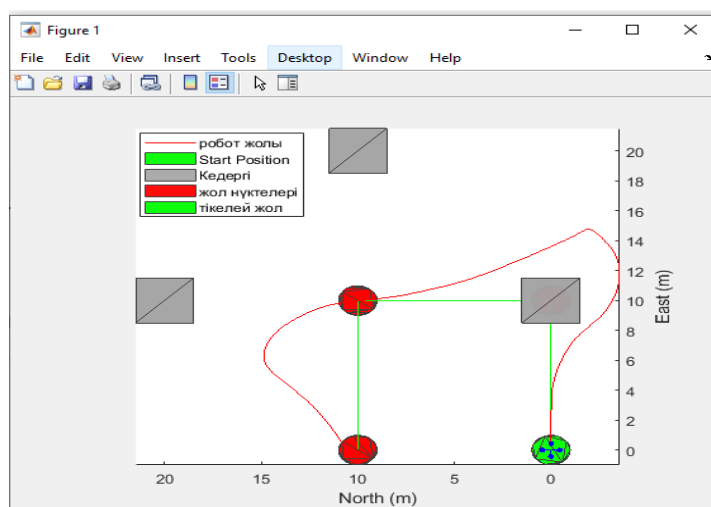 Figure 1
File Edit View Insert Tools Desktop Window Help
робот жолы
Start Position
Кедергі
жол нүктелері
тікелей жол
20
18
16
14
12
10
8
6
4
2
0
East (m)
20 15 10 5 0
North (m)